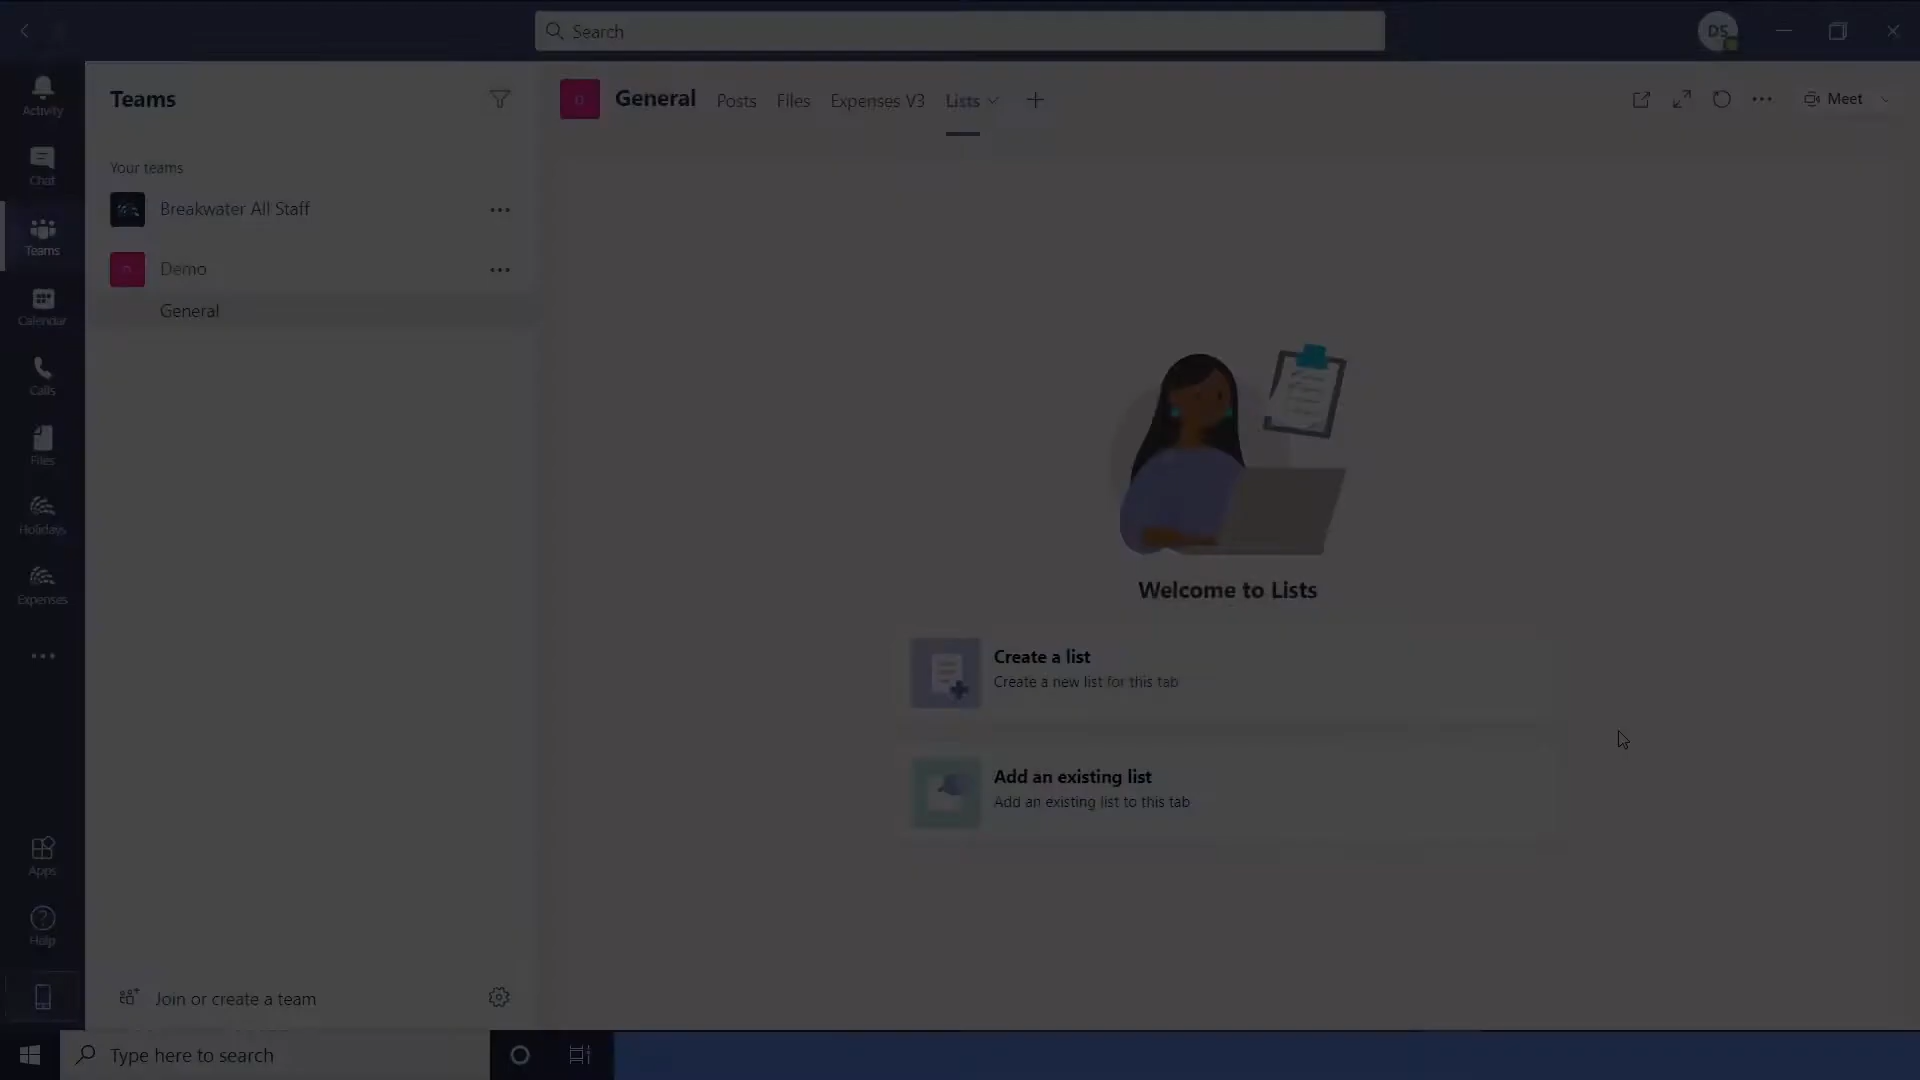 Search
DS
Activity
Chat
Teams
Calendar
Calls
Files
Holidays
Expenses
Apps
Help
Teams
Your teams
Breakwater All Staff
Demo
General
Join or create a team
D
General
Posts
Files
Expenses V3
Lists
Meet
Welcome to Lists
Create a list
Create a new list for this tab
Add an existing list
Add an existing list to this tab
Type here to search